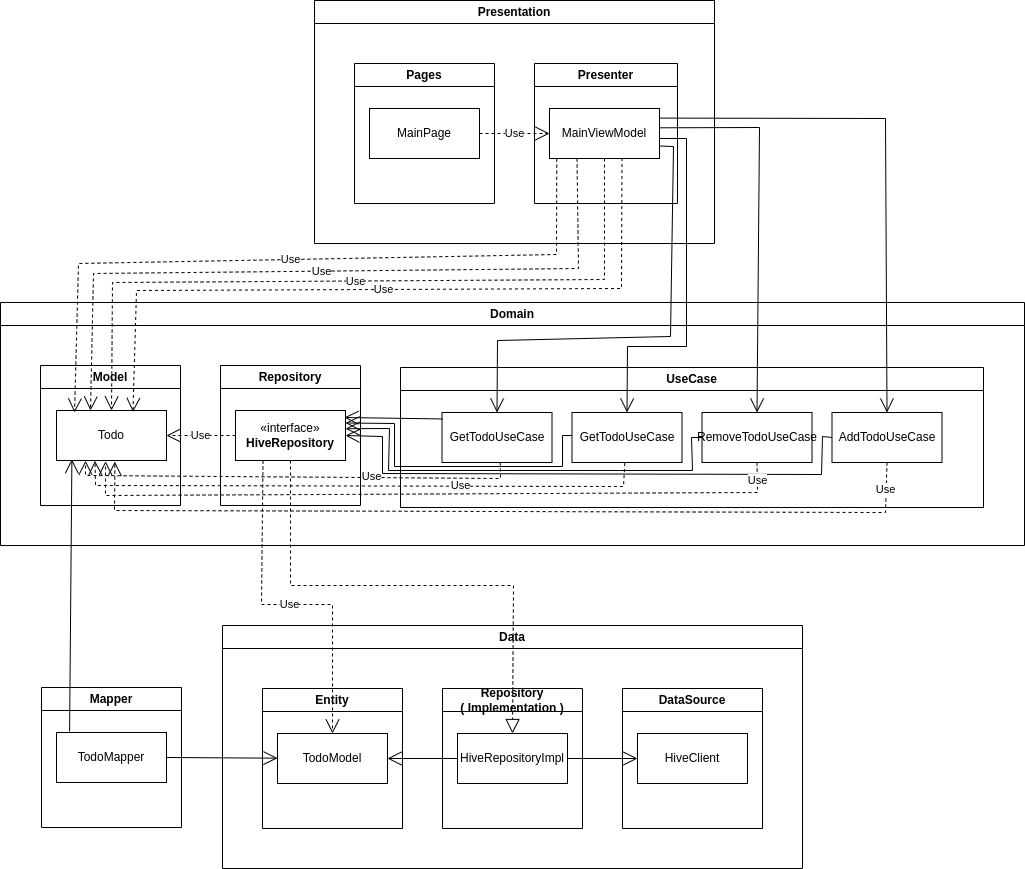 Presentation
Pages
Presenter
MainPage
Use
MainViewModel
Use
Use
Use
Use
Domain
Model
Repository
UseCase
Todo
Use
«interface»
HiveRepository
GetTodoUseCase
GetTodoUseCase
RemoveTodoUseCase
AddTodoUseCase
Use
Use
Use
Use
Use
Data
Mapper
Entity
Repository
( Implementation )
DataSource
TodoMapper
TodoModel
HiveRepositoryImpl
HiveClient